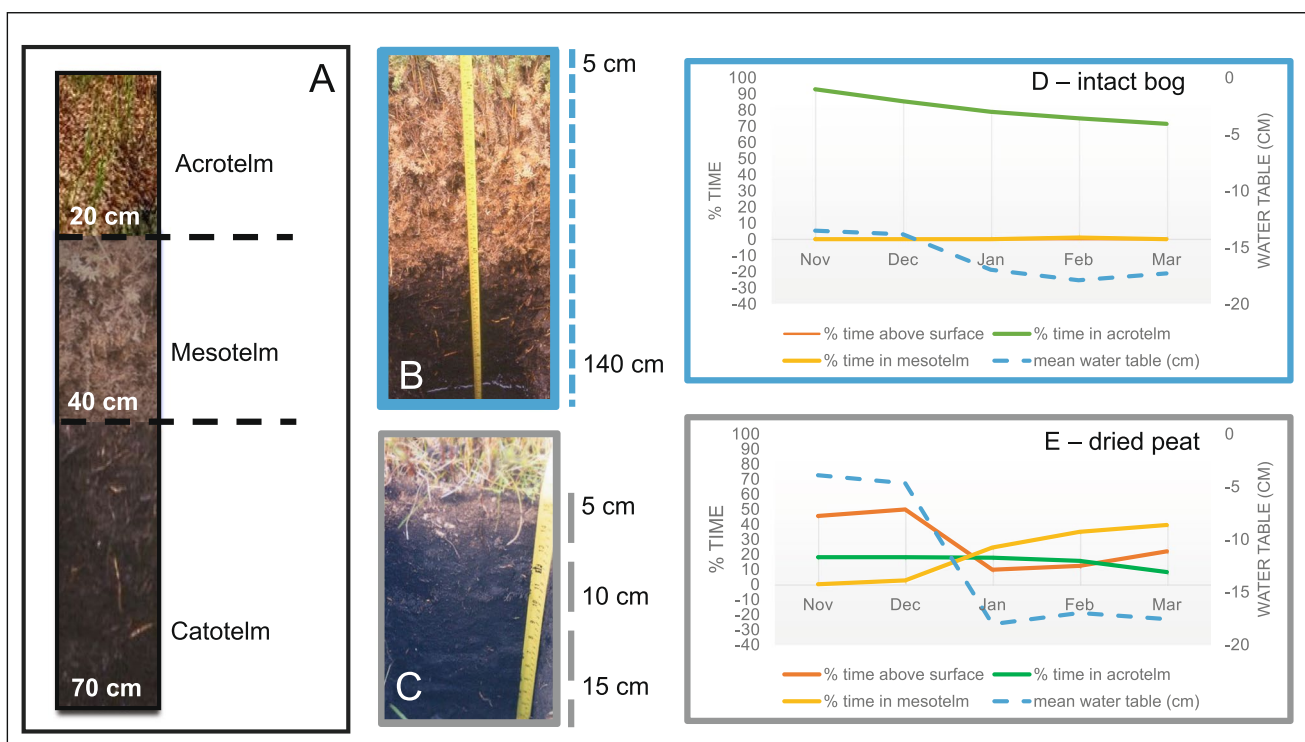 A
Acrotelm
20 cm
Mesotelm
40 cm
Catotelm
70 cm
B
5 cm
140 cm
C
5 cm
10 cm
15 cm
D – intact bog
% TIME
100
90
80
70
60
50
40
30
20
10
0
-10
-20
-30
-40
Nov Dec Jan Feb Mar
0
-5
-10
-15
-20
WATER TABLE (CM)
% time above surface % time in acrotelm
% time in mesotelm mean water table (cm)
E – dried peat
% TIME
100
90
80
70
60
50
40
30
20
10
0
-10
-20
-30
-40
Nov Dec Jan Feb Mar
0
-5
-10
-15
-20
WATER TABLE (CM)
% time above surface % time in acrotelm
% time in mesotelm mean water table (cm)